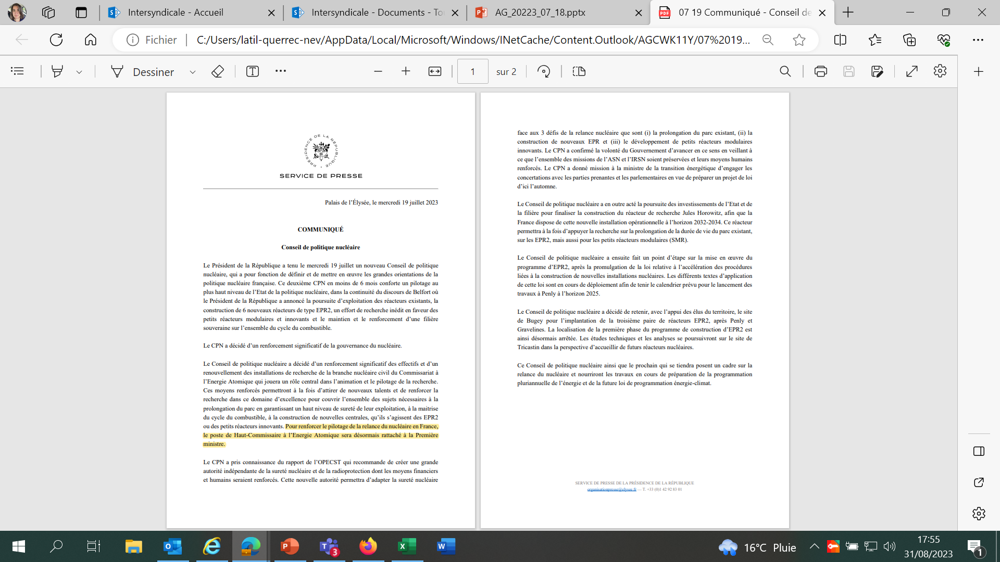 Intersyndicale - Accueil
Intersyndicale - Documents - To
AG_20223_07_18.pptx
07 19 Communiqué - Conseil de
Fichier
C:/Users/latil-querrec-nev/AppData/Local/Microsoft/Windows/INetCache/Content.Outlook/AGCWK11Y/07%2019...
Dessiner
1
sur 2
PRÉSIDENCE DE LA RÉPUBLIQUE
SERVICE DE PRESSE
Palais de l’Élysée, le mercredi 19 juillet 2023
COMMUNIQUÉ
Conseil de politique nucléaire
Le Président de la République a tenu le mercredi 19 juillet un nouveau Conseil de politique
nucléaire, qui a pour fonction de définir et de mettre en œuvre les grandes orientations de la
politique nucléaire française. Ce deuxième CPN en moins de 6 mois conforte un pilotage au
plus haut niveau de l’Etat de la politique nucléaire, dans la continuité du discours de Belfort où
le Président de la République a annoncé la poursuite d’exploitation des réacteurs existants, la
construction de 6 nouveaux réacteurs de type EPR2, un effort de recherche inédit en faveur des
petits réacteurs modulaires et innovants et le maintien et le renforcement d’une filière
souveraine sur l’ensemble du cycle du combustible.
Le CPN a décidé d’un renforcement significatif de la gouvernance du nucléaire.
Le Conseil de politique nucléaire a décidé d’un renforcement significatif des effectifs et d’un
renouvellement des installations de recherche de la branche nucléaire civil du Commissariat à
l’Energie Atomique qui jouera un rôle central dans l’animation et le pilotage de la recherche.
Ces moyens renforcés permettront à la fois d’attirer de nouveaux talents et de renforcer la
recherche dans ce domaine d’excellence pour couvrir l’ensemble des sujets nécessaires à la
prolongation du parc en garantissant un haut niveau de sureté de leur exploitation, à la maitrise
du cycle du combustible, à la construction de nouvelles centrales, qu’ils s’agissent des EPR2
ou des petits réacteurs innovants. Pour renforcer le pilotage de la relance du nucléaire en France,
le poste de Haut-Commissaire à l’Energie Atomique sera désormais rattaché à la Première
ministre.
Le CPN a pris connaissance du rapport de l’OPECST qui recommande de créer une grande
autorité indépendante de la sureté nucléaire et de la radioprotection dont les moyens financiers
et humains seraient renforcés. Cette nouvelle autorité permettra d’adapter la sureté nucléaire
face aux 3 défis de la relance nucléaire que sont (i) la prolongation du parc existant, (ii) la
construction de nouveaux EPR et (iii) le développement de petits réacteurs modulaires
innovants. Le CPN a confirmé la volonté du Gouvernement d’avancer en ce sens en veillant à
ce que l’ensemble des missions de l’ASN et l’IRSN soient préservées et leurs moyens humains
renforcés. Le CPN a donné mission à la ministre de la transition énergétique d’engager les
concertations avec les parties prenantes et les parlementaires en vue de préparer un projet de loi
d’ici l’automne.
Le Conseil de politique nucléaire a en outre acté la poursuite des investissements de l’Etat et de
la filière pour finaliser la construction du réacteur de recherche Jules Horowitz, afin que la
France dispose de cette nouvelle installation opérationnelle à l’horizon 2032-2034. Ce réacteur
permettra à la fois d’appuyer la recherche sur la prolongation de la durée de vie du parc existant,
sur les EPR2, mais aussi pour les petits réacteurs modulaires (SMR).
Le Conseil de politique nucléaire a ensuite fait un point d’étape sur la mise en œuvre du
programme d’EPR2, après la promulgation de la loi relative à l’accélération des procédures
liées à la construction de nouvelles installations nucléaires. Les différents textes d’application
de cette loi sont en cours de déploiement afin de tenir le calendrier prévu pour le lancement des
travaux à Penly à l’horizon 2025.
Le Conseil de politique nucléaire a décidé de retenir, avec l’appui des élus du territoire, le site
de Bugey pour l’implantation de la troisième paire de réacteurs EPR2, après Penly et
Gravelines. La localisation de la première phase du programme de construction d’EPR2 est
ainsi désormais arrêtée. Les études techniques et les analyses se poursuivront sur le site de
Tricastin dans la perspective d’accueillir de futurs réacteurs nucléaires.
Ce Conseil de politique nucléaire ainsi que le prochain qui se tiendra posent un cadre sur la
relance du nucléaire et nourriront les travaux en cours de préparation de la programmation
pluriannuelle de l’énergie et de la future loi de programmation énergie-climat.
SERVICE DE PRESSE DE LA PRÉSIDENCE DE LA RÉPUBLIQUE
organisationpresse@elysee.fr — T. +33 (0)1 42 92 83 01
3
16°C Pluie
17:55
31/08/2023
1